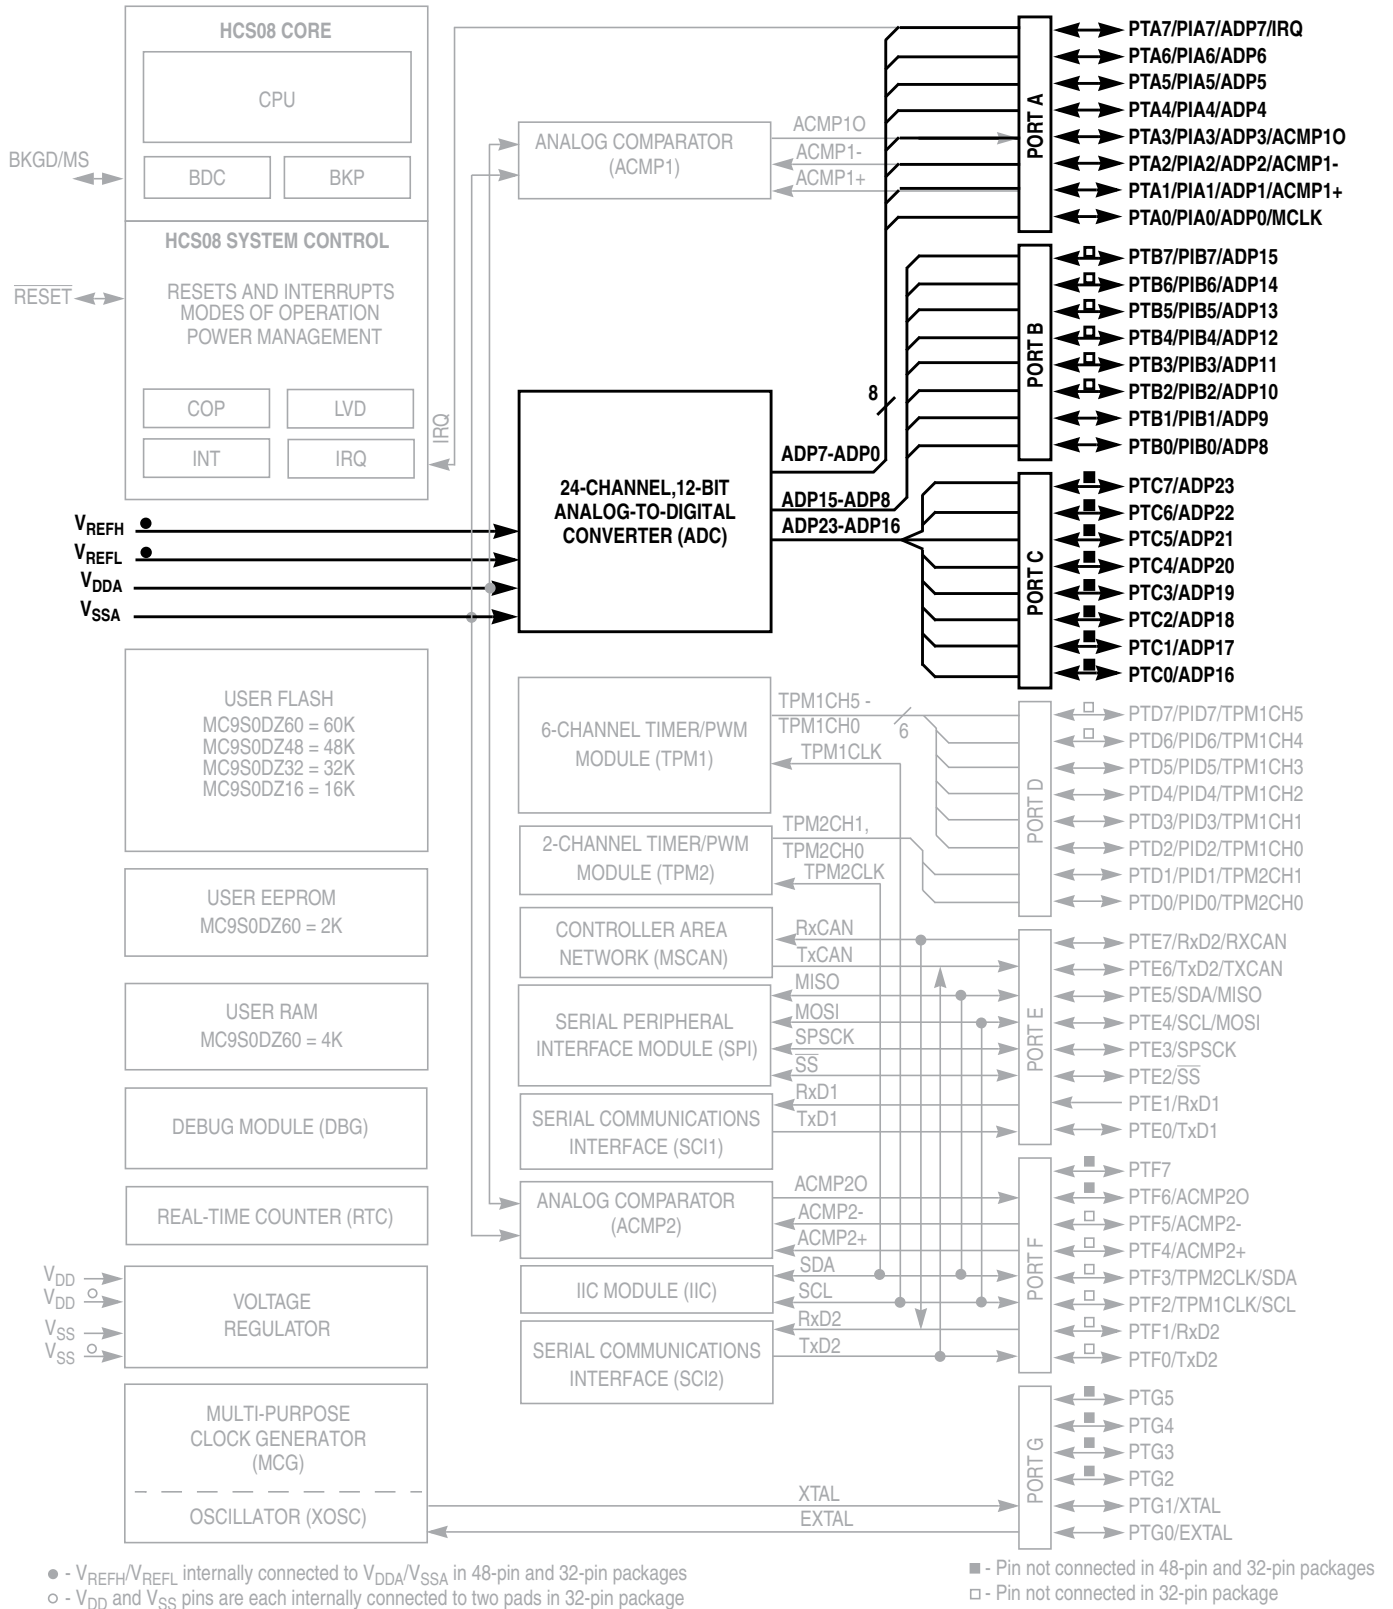 HCS08 CORE
CPU
BDC
BKP
BKGD/MS
HCS08 SYSTEM CONTROL
RESETS AND INTERRUPTS
MODES OF OPERATION
POWER MANAGEMENT
RESET
COP
LVD
INT
IRQ
IRQ
VREFH
VREFL
VDDA
VSSA
USER FLASH
MC9S0DZ60 = 60K
MC9S0DZ48 = 48K
MC9S0DZ32 = 32K
MC9S0DZ16 = 16K
USER EEPROM
MC9S0DZ60 = 2K
USER RAM
MC9S0DZ60 = 4K
DEBUG MODULE (DBG)
REAL-TIME COUNTER (RTC)
VDD
VDD
VSS
VSS
VOLTAGE
REGULATOR
MULTI-PURPOSE
CLOCK GENERATOR
(MCG)
OSCILLATOR (XOSC)
ANALOG COMPARATOR
(ACMP1)
ACMP1O
ACMP1-
ACMP1+
24-CHANNEL,12-BIT
ANALOG-TO-DIGITAL
CONVERTER (ADC)
8
ADP7-ADP0
ADP15-ADP8
ADP23-ADP16
6-CHANNEL TIMER/PWM
MODULE (TPM1)
TPM1CH5 -
TPM1CH0
6
TPM1CLK
2-CHANNEL TIMER/PWM
MODULE (TPM2)
TPM2CH1,
TPM2CH0
TPM2CLK
CONTROLLER AREA
NETWORK (MSCAN)
RxCAN
TxCAN
SERIAL PERIPHERAL
INTERFACE MODULE (SPI)
MISO
MOSI
SPSCK
SS
SERIAL COMMUNICATIONS
INTERFACE (SCI1)
RxD1
TxD1
ANALOG COMPARATOR
(ACMP2)
ACMP2O
ACMP2-
ACMP2+
IIC MODULE (IIC)
SDA
SCL
SERIAL COMMUNICATIONS
INTERFACE (SCI2)
RxD2
TxD2
XTAL
EXTAL
PORT A
PTA7/PIA7/ADP7/IRQ
PTA6/PIA6/ADP6
PTA5/PIA5/ADP5
PTA4/PIA4/ADP4
PTA3/PIA3/ADP3/ACMP1O
PTA2/PIA2/ADP2/ACMP1-
PTA1/PIA1/ADP1/ACMP1+
PTA0/PIA0/ADP0/MCLK
PORT B
PTB7/PIB7/ADP15
PTB6/PIB6/ADP14
PTB5/PIB5/ADP13
PTB4/PIB4/ADP12
PTB3/PIB3/ADP11
PTB2/PIB2/ADP10
PTB1/PIB1/ADP9
PTB0/PIB0/ADP8
PORT C
PTC7/ADP23
PTC6/ADP22
PTC5/ADP21
PTC4/ADP20
PTC3/ADP19
PTC2/ADP18
PTC1/ADP17
PTC0/ADP16
PORT D
PTD7/PID7/TPM1CH5
PTD6/PID6/TPM1CH4
PTD5/PID5/TPM1CH3
PTD4/PID4/TPM1CH2
PTD3/PID3/TPM1CH1
PTD2/PID2/TPM1CH0
PTD1/PID1/TPM2CH1
PTD0/PID0/TPM2CH0
PORT E
PTE7/RxD2/RXCAN
PTE6/TxD2/TXCAN
PTE5/SDA/MISO
PTE4/SCL/MOSI
PTE3/SPSCK
PTE2/SS
PTE1/RxD1
PTE0/TxD1
PORT F
PTF7
PTF6/ACMP2O
PTF5/ACMP2-
PTF4/ACMP2+
PTF3/TPM2CLK/SDA
PTF2/TPM1CLK/SCL
PTF1/RxD2
PTF0/TxD2
PORT G
PTG5
PTG4
PTG3
PTG2
PTG1/XTAL
PTG0/EXTAL
● - VREFH/VREFL internally connected to VDDA/VSSA in 48-pin and 32-pin packages
○ - VDD and VSS pins are each internally connected to two pads in 32-pin package
■ - Pin not connected in 48-pin and 32-pin packages
□ - Pin not connected in 32-pin package